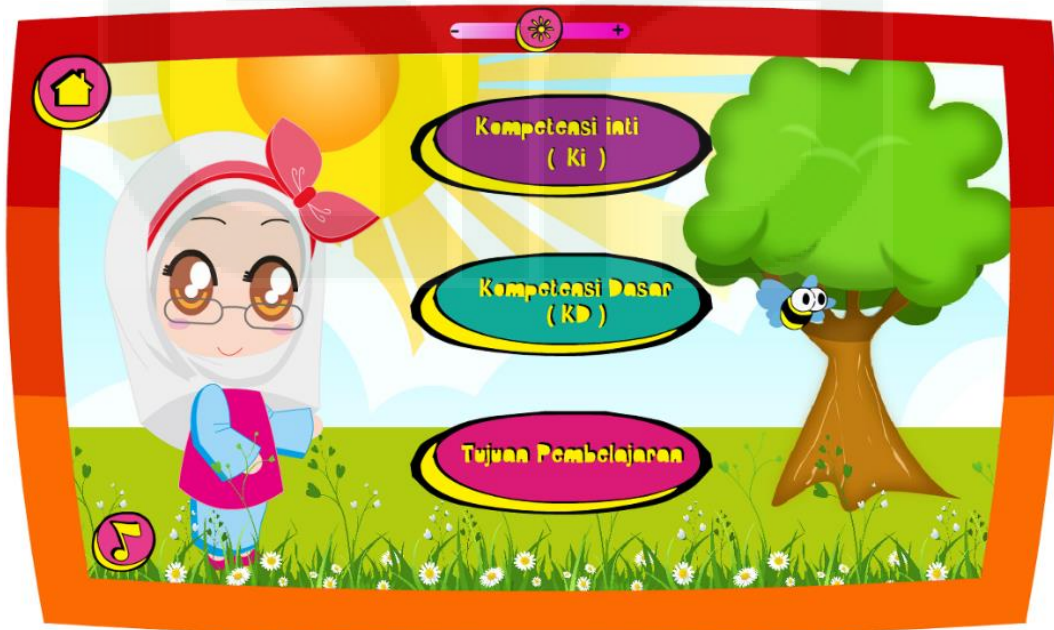 - +
Kompetensi inti
( Ki )
Kompetensi Dasar
( KD )
Tujuan Pembelajaran